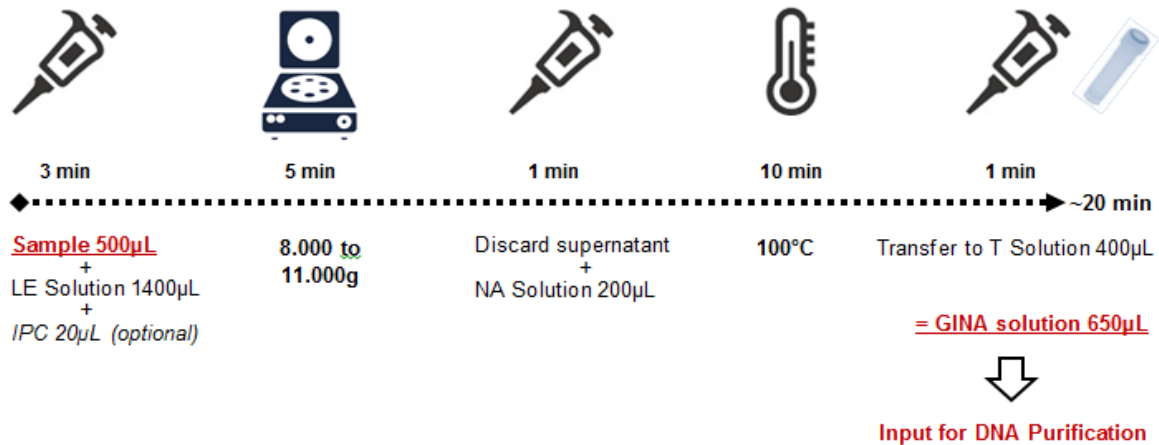 3 min
5 min
1 min
10 min
1 min
~20 min
Sample 500µL
+
LE Solution 1400µL
+
IPC 20µL (optional)
8.000 to
11.000g
Discard supernatant
+
NA Solution 200µL
100°C
Transfer to T Solution 400µL
= GINA solution 650µL
Input for DNA Purification